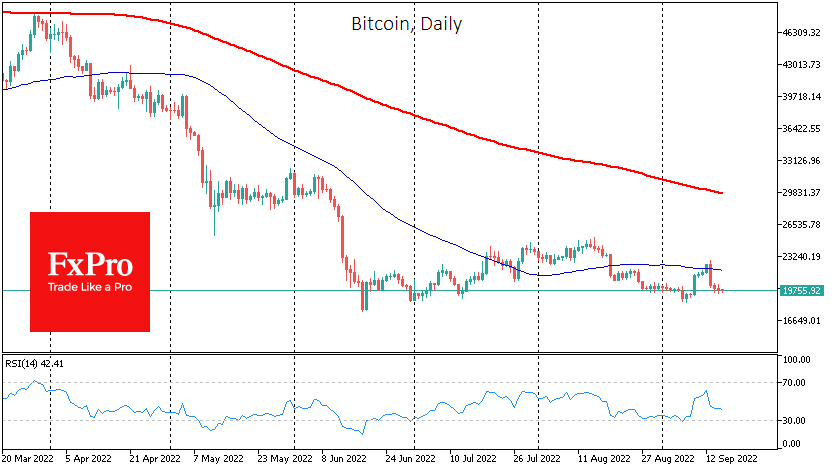 Bitcoin, Daily
46309.32
43013.73
39718.14
36422.55
33126.96
29831.37
26535.78
23240.19
19755.92
16649.01
FxPro
Trade Like a Pro
RSI(14) 42.41
100.00
70.00
30.00
0.00
20 Mar 2022 5 Apr 2022 21 Apr 2022 7 May 2022 23 May 2022 8 Jun 2022 24 Jun 2022 10 Jul 2022 26 Jul 2022 11 Aug 2022 27 Aug 2022 12 Sep 2022